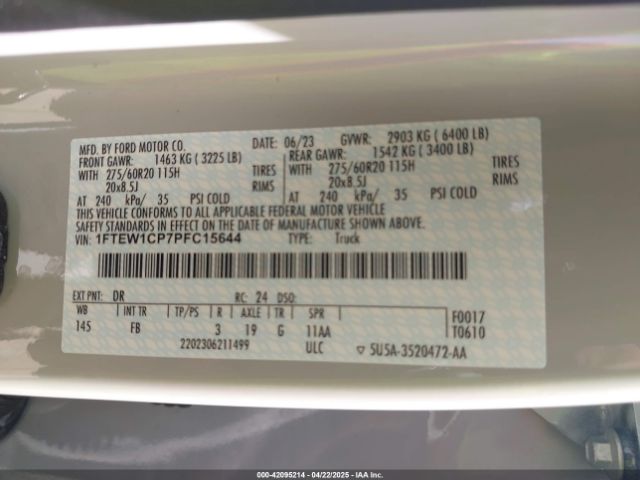 MFD. BY FORD MOTOR CO. DATE: 06/23 GVWR: 2903 KG ( 6400 LB)
FRONT GAWR: 1463 KG ( 3225 LB) REAR GAWR: 1542 KG ( 3400 LB)
WITH 275/60R20 115H TIRES WITH 275/60R20 115H TIRES
20x8.5J RIMS 20x8.5J RIMS
AT 240 kPa/ 35 PSI COLD AT 240 kPa/ 35 PSI COLD
THIS VEHICLE CONFORMS TO ALL APPLICABLE FEDERAL MOTOR VEHICLE
SAFETY STANDARDS IN EFFECT ON THE DATE OF MANUFACTURE SHOWN ABOVE.
VIN: 1FTEW1CP7PFC15644 TYPE: Truck
EXT PNT: DR RC: 24 DSO:
WB INT TR TP/PS R AXLE TR SPR F0017
145 FB 3 19 G 11AA T0610
2202306211499 ULC ▽ 5U5A-3520472-AA
000-42095214 - 04/22/2025 - IAA Inc.